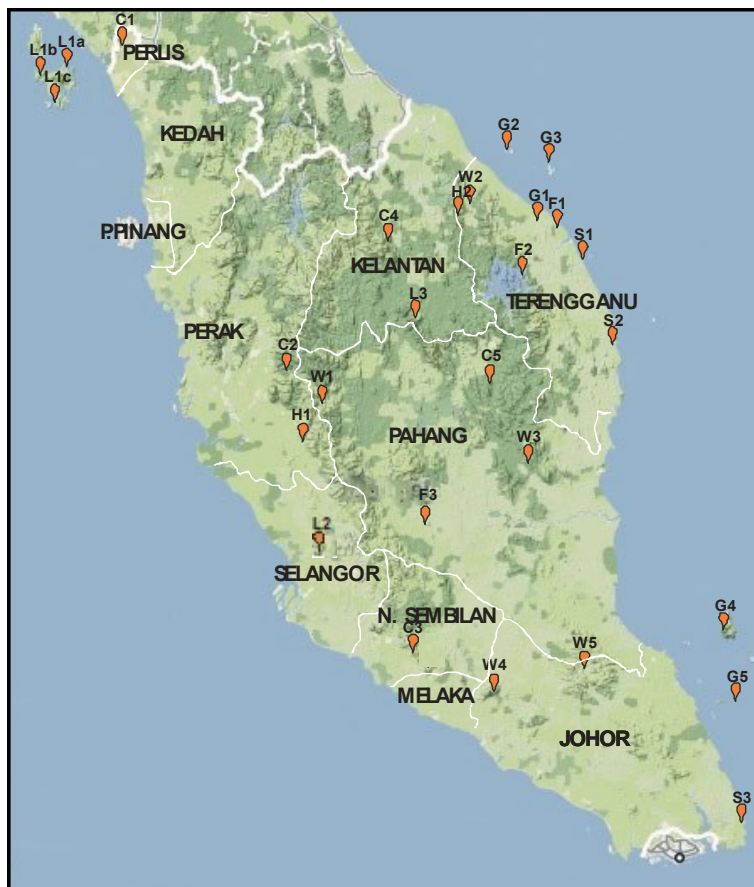 C1
L1a
L1b
PERLIS
L1c
KEDAH
G2
G3
W2
H2
G1
F1
P.PINANG
C4
S1
KELANTAN
F2
L3
TERENGGANU
PERAK
S2
C2
C5
W1
H1
PAHANG
W3
F3
L2
SELANGOR
N. SEMBILAN
G4
C3
W5
W4
MELAKA
G5
JOHOR
S3